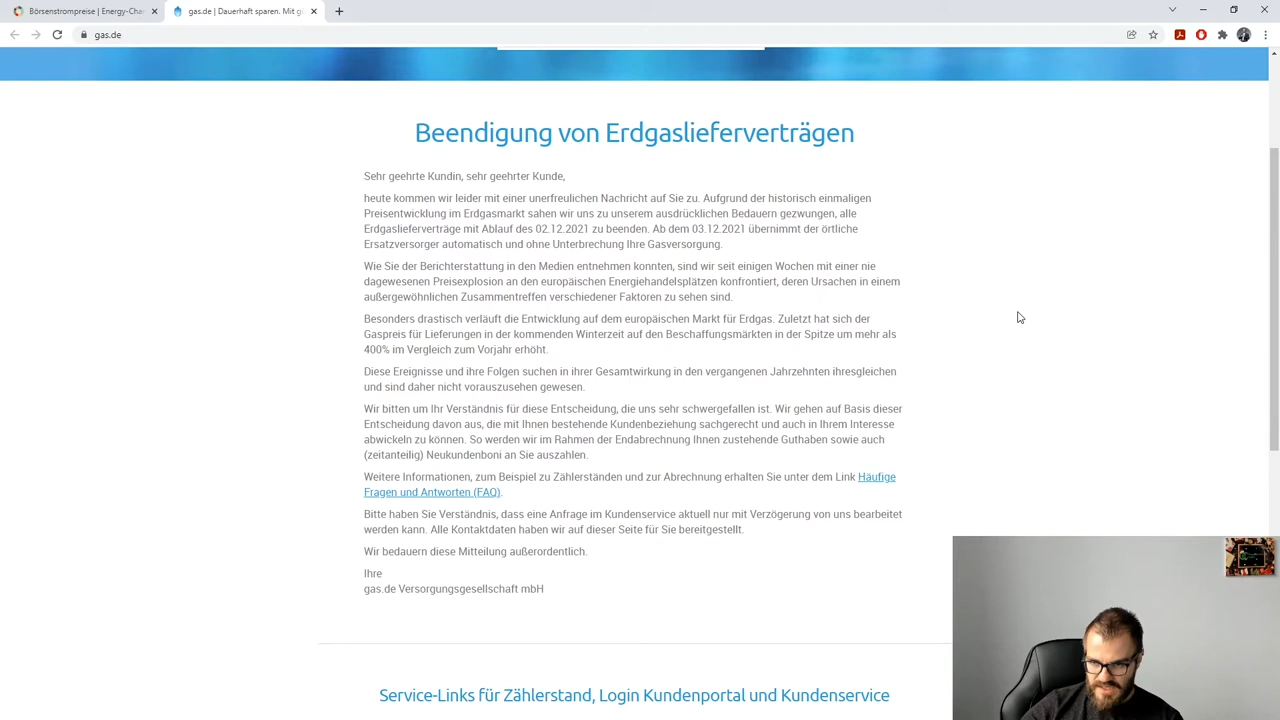 Börsenstrompreise | Energy-Cha
gas.de | Dauerhaft sparen. Mit gü
gas.de
Beendigung von Erdgaslieferverträgen
Sehr geehrte Kundin, sehr geehrter Kunde,
heute kommen wir leider mit einer unerfreulichen Nachricht auf Sie zu. Aufgrund der historisch einmaligen
Preisentwicklung im Erdgasmarkt sahen wir uns zu unserem ausdrücklichen Bedauern gezwungen, alle
Erdgaslieferverträge mit Ablauf des 02.12.2021 zu beenden. Ab dem 03.12.2021 übernimmt der örtliche
Ersatzversorger automatisch und ohne Unterbrechung Ihre Gasversorgung.
Wie Sie der Berichterstattung in den Medien entnehmen konnten, sind wir seit einigen Wochen mit einer nie
dagewesenen Preisexplosion an den europäischen Energiehandelsplätzen konfrontiert, deren Ursachen in einem
außergewöhnlichen Zusammentreffen verschiedener Faktoren zu sehen sind.
Besonders drastisch verläuft die Entwicklung auf dem europäischen Markt für Erdgas. Zuletzt hat sich der
Gaspreis für Lieferungen in der kommenden Winterzeit auf den Beschaffungsmärkten in der Spitze um mehr als
400% im Vergleich zum Vorjahr erhöht.
Diese Ereignisse und ihre Folgen suchen in ihrer Gesamtwirkung in den vergangenen Jahrzehnten ihresgleichen
und sind daher nicht vorauszusehen gewesen.
Wir bitten um Ihr Verständnis für diese Entscheidung, die uns sehr schwergefallen ist. Wir gehen auf Basis dieser
Entscheidung davon aus, die mit Ihnen bestehende Kundenbeziehung sachgerecht und auch in Ihrem Interesse
abwickeln zu können. So werden wir im Rahmen der Endabrechnung Ihnen zustehende Guthaben sowie auch
(zeitanteilig) Neukundenboni an Sie auszahlen.
Weitere Informationen, zum Beispiel zu Zählerständen und zur Abrechnung erhalten Sie unter dem Link Häufige
Fragen und Antworten (FAQ).
Bitte haben Sie Verständnis, dass eine Anfrage im Kundenservice aktuell nur mit Verzögerung von uns bearbeitet
werden kann. Alle Kontaktdaten haben wir auf dieser Seite für Sie bereitgestellt.
Wir bedauern diese Mitteilung außerordentlich.
Ihre
gas.de Versorgungsgesellschaft mbH
Service-Links für Zählerstand, Login Kundenportal und Kundenservice